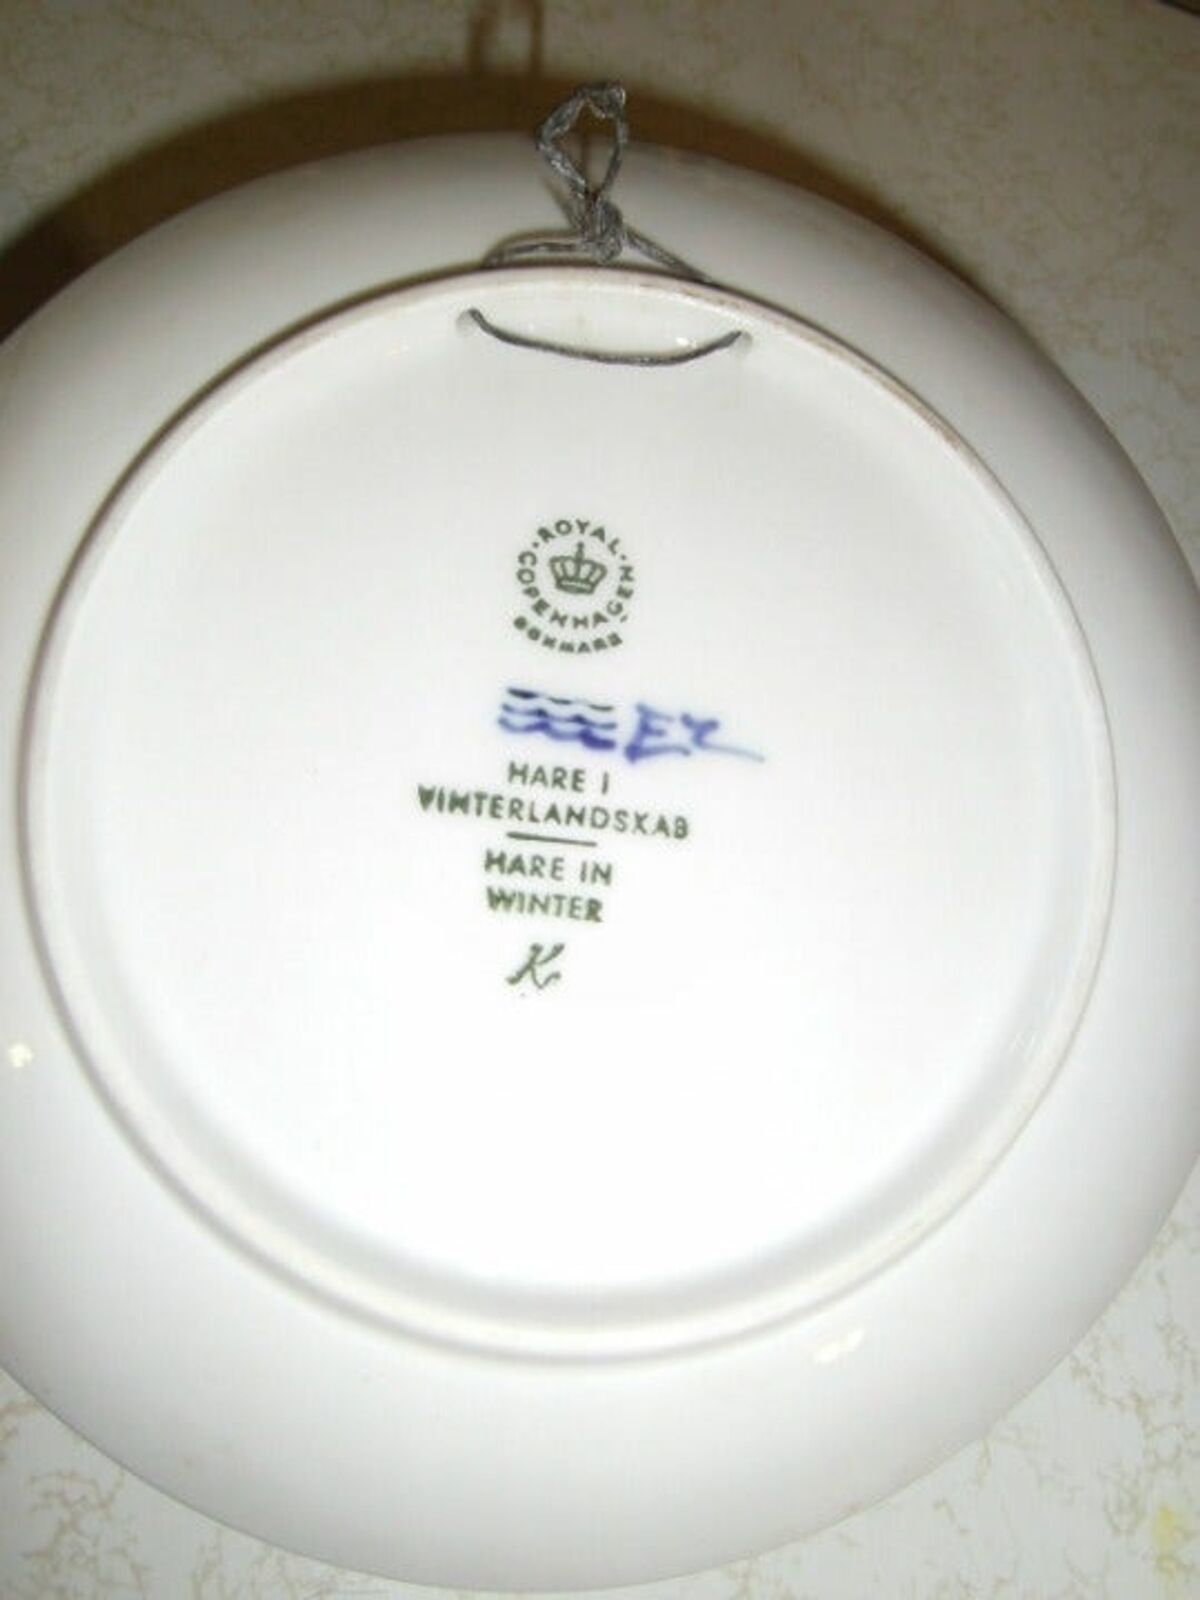 ROYAL
COPENHAGEN
DENMARK
HARE I
VINTERLANDSKAB
HARE IN
WINTER
K